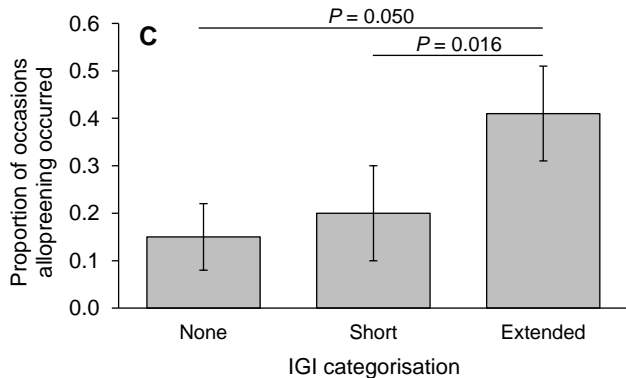 C
P = 0.050
P = 0.016
Proportion of occasions
allopreening occurred
0.6
0.5
0.4
0.3
0.2
0.1
0.0
None Short Extended
IGI categorisation